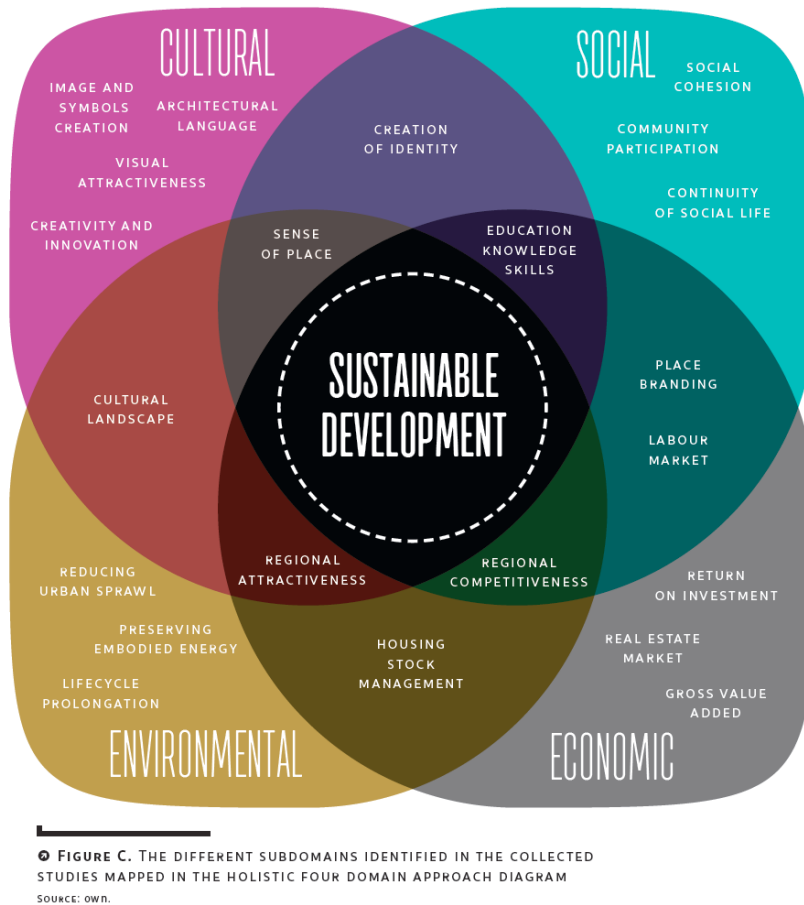 CULTURAL
IMAGE AND
SYMBOLS
CREATION
ARCHITECTURAL
LANGUAGE
VISUAL
ATTRACTIVENESS
CREATIVITY AND
INNOVATION
CREATION
OF IDENTITY
SOCIAL
SOCIAL
COHESION
COMMUNITY
PARTICIPATION
CONTINUITY
OF SOCIAL LIFE
SENSE
OF PLACE
EDUCATION
KNOWLEDGE
SKILLS
CULTURAL
LANDSCAPE
SUSTAINABLE
DEVELOPMENT
PLACE
BRANDING
LABOUR
MARKET
REGIONAL
ATTRACTIVENESS
REGIONAL
COMPETITIVENESS
REDUCING
URBAN SPRAWL
PRESERVING
EMBODIED ENERGY
LIFECYCLE
PROLONGATION
ENVIRONMENTAL
HOUSING
STOCK
MANAGEMENT
RETURN
ON INVESTMENT
REAL ESTATE
MARKET
GROSS VALUE
ADDED
ECONOMIC
FIGURE C. THE DIFFERENT SUBDOMAINS IDENTIFIED IN THE COLLECTED
STUDIES MAPPED IN THE HOLISTIC FOUR DOMAIN APPROACH DIAGRAM
SOURCE: OWN.